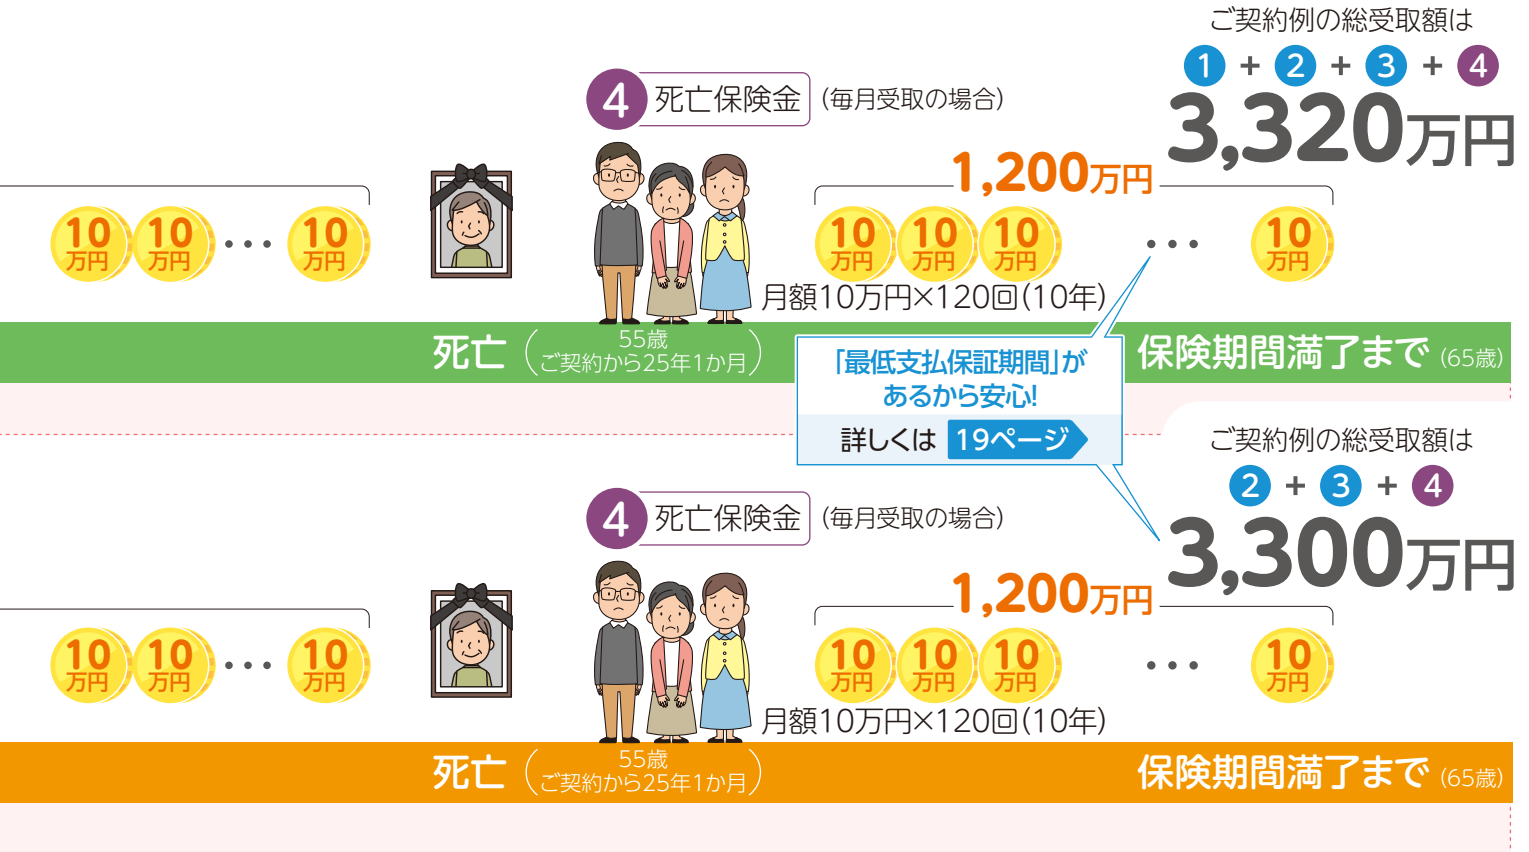 ご契約例の総受取額は
1 + 2 + 3 + 4
3,320万円
4 死亡保険金 (毎月受取の場合)
1,200万円
10万円 10万円 ・・・ 10万円
10万円 10万円 10万円 ・・・ 10万円
月額10万円×120回(10年)
死亡 (55歳
ご契約から25年1か月)
保険期間満了まで (65歳)
「最低支払保証期間」が
あるから安心!
詳しくは 19ページ
ご契約例の総受取額は
2 + 3 + 4
3,300万円
4 死亡保険金 (毎月受取の場合)
1,200万円
10万円 10万円 ・・・ 10万円
10万円 10万円 10万円 ・・・ 10万円
月額10万円×120回(10年)
死亡 (55歳
ご契約から25年1か月)
保険期間満了まで (65歳)